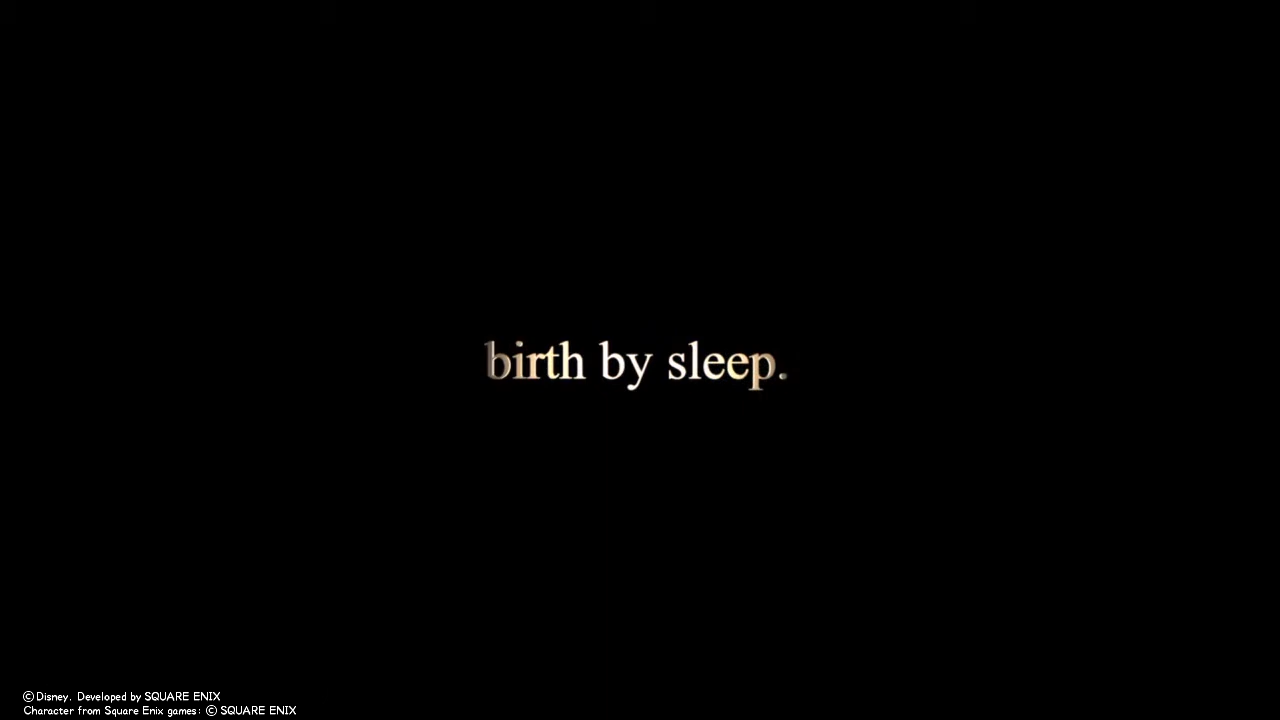 birth by sleep.
©Disney. Developed by SQUARE ENIX
Character from Square Enix games: © SQUARE ENIX